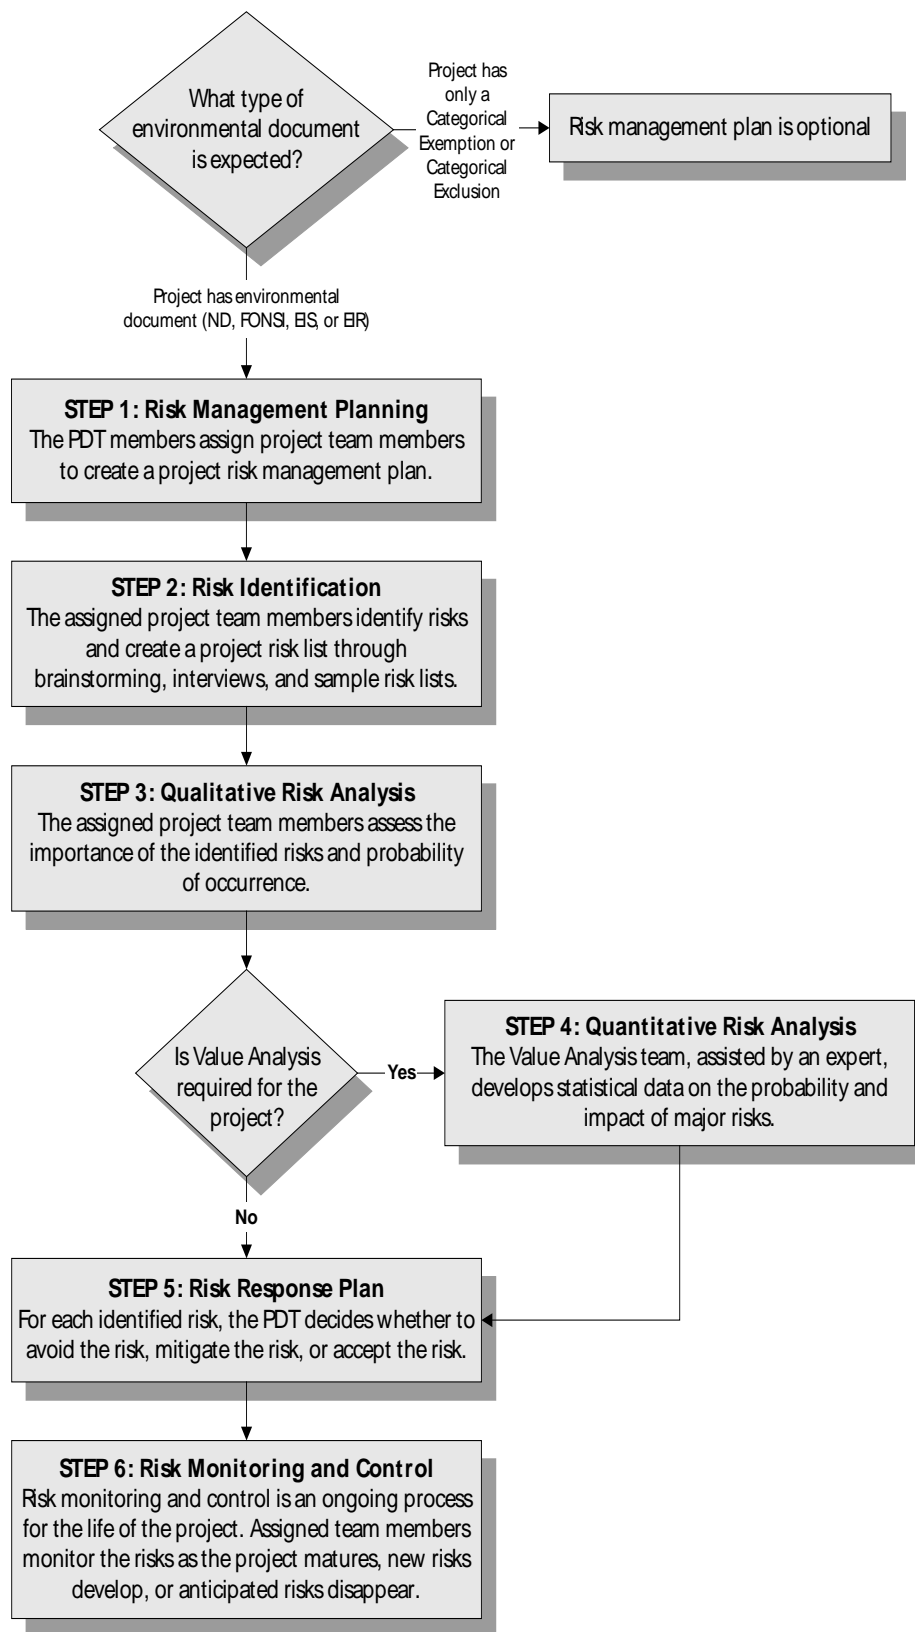 What type of
environmental document
is expected?
Project has
only a
Categorical
Exemption or
Categorical
Exclusion
Risk management plan is optional
Project has environmental
document (ND, FONSI, EIS, or EIR)
STEP 1: Risk Management Planning
The PDT members assign project team members
to create a project risk management plan.
STEP 2: Risk Identification
The assigned project team members identify risks
and create a project risk list through
brainstorming, interviews, and sample risk lists.
STEP 3: Qualitative Risk Analysis
The assigned project team members assess the
importance of the identified risks and probability
of occurrence.
Is Value Analysis
required for the
project?
Yes
STEP 4: Quantitative Risk Analysis
The Value Analysis team, assisted by an expert,
develops statistical data on the probability and
impact of major risks.
No
STEP 5: Risk Response Plan
For each identified risk, the PDT decides whether to
avoid the risk, mitigate the risk, or accept the risk.
STEP 6: Risk Monitoring and Control
Risk monitoring and control is an ongoing process
for the life of the project. Assigned team members
monitor the risks as the project matures, new risks
develop, or anticipated risks disappear.